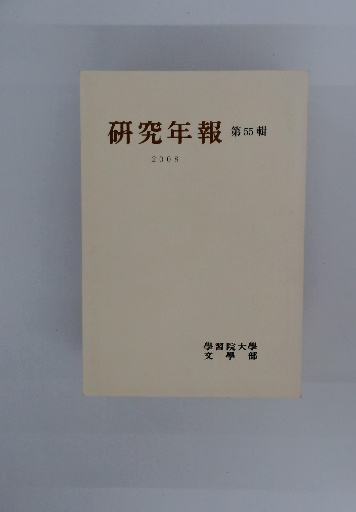 研究年報 第55輯
2008
學習院大學
文學部